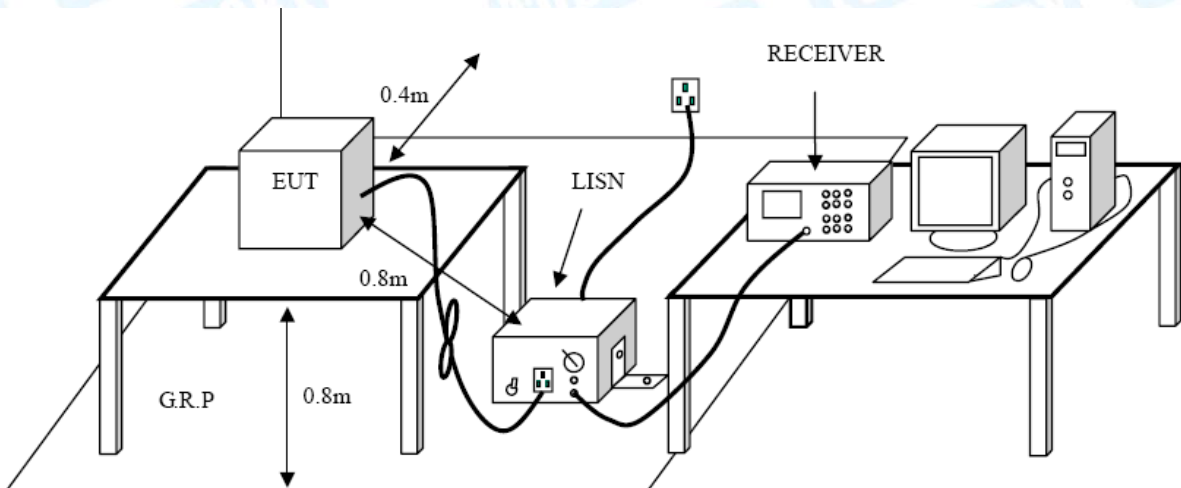 RECEIVER
0.4m
EUT
LISN
0.8m
G.R.P
0.8m